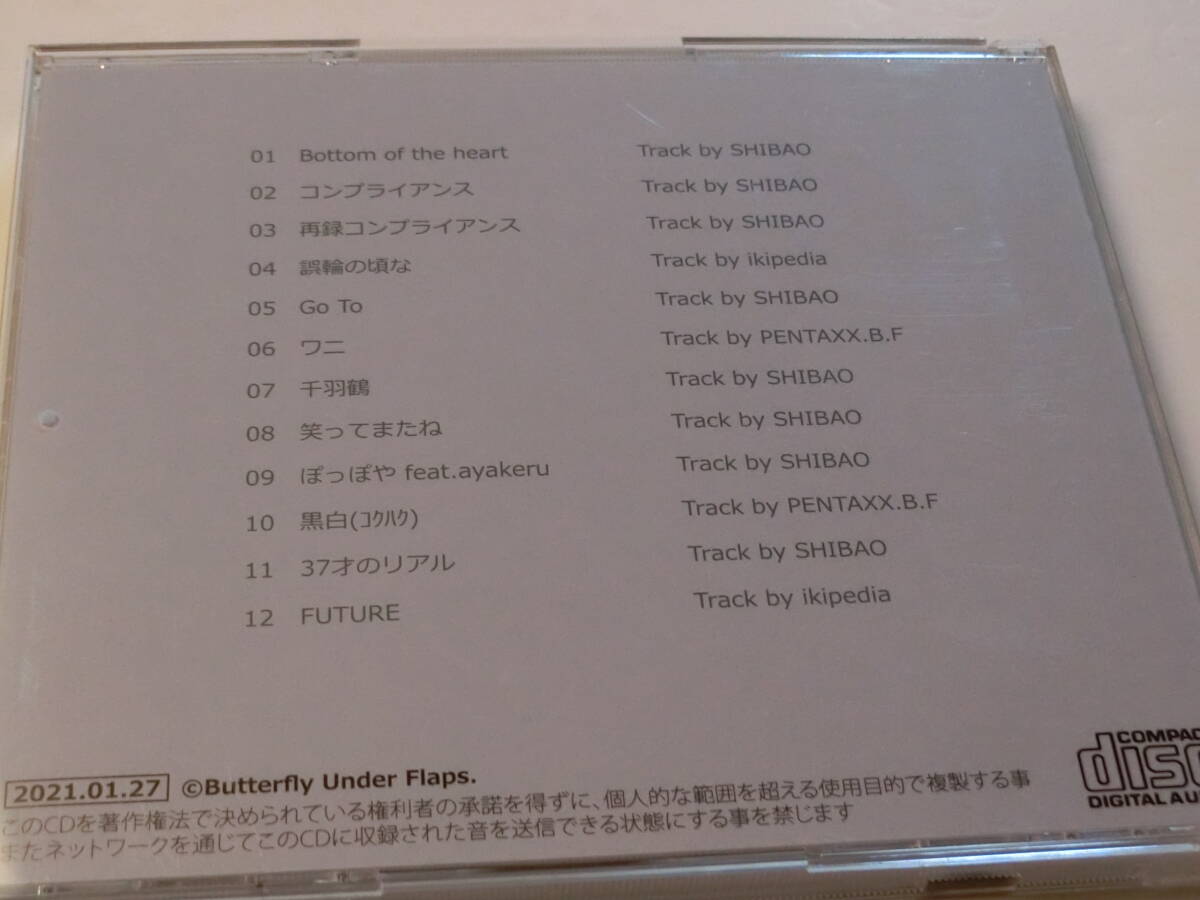 01 Bottom of the heart Track by SHIBAO
02 コンプライアンス Track by SHIBAO
03 再録コンプライアンス Track by SHIBAO
04 誤輪の頃な Track by ikipedia
05 Go To Track by SHIBAO
06 ワニ Track by PENTAXX.B.F
07 千羽鶴 Track by SHIBAO
08 笑ってまたね Track by SHIBAO
09 ぽっぽや feat.ayakeru Track by SHIBAO
10 黒白(ｺｸﾊｸ) Track by PENTAXX.B.F
11 37才のリアル Track by SHIBAO
12 FUTURE Track by ikipedia
2021.01.27 ©Butterfly Under Flaps.
このCDを著作権法で決められている権利者の承諾を得ずに、個人的な範囲を超える使用目的で複製する事
またネットワークを通じてこのCDに収録された音を送信できる状態にする事を禁じます
COMPAC
disc
DIGITAL AU